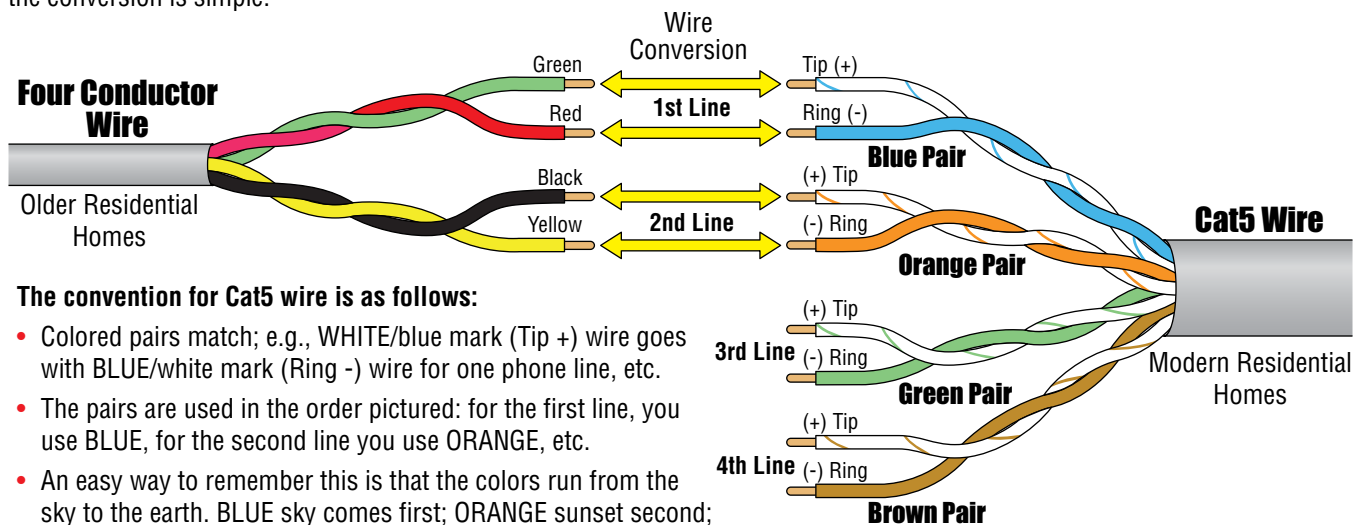 the conversion is simple.
Wire
Conversion
Four Conductor
Wire
Older Residential
Homes
Green
Red
Black
Yellow
1st Line
2nd Line
Tip (+)
Ring (-)
Blue Pair
(+) Tip
(-) Ring
Orange Pair
(+) Tip
3rd Line
(-) Ring
Green Pair
(+) Tip
4th Line
(-) Ring
Brown Pair
Cat5 Wire
Modern Residential
Homes
The convention for Cat5 wire is as follows:
• Colored pairs match; e.g., WHITE/blue mark (Tip +) wire goes
with BLUE/white mark (Ring -) wire for one phone line, etc.
• The pairs are used in the order pictured: for the first line, you
use BLUE, for the second line you use ORANGE, etc.
• An easy way to remember this is that the colors run from the
sky to the earth. BLUE sky comes first; ORANGE sunset second;